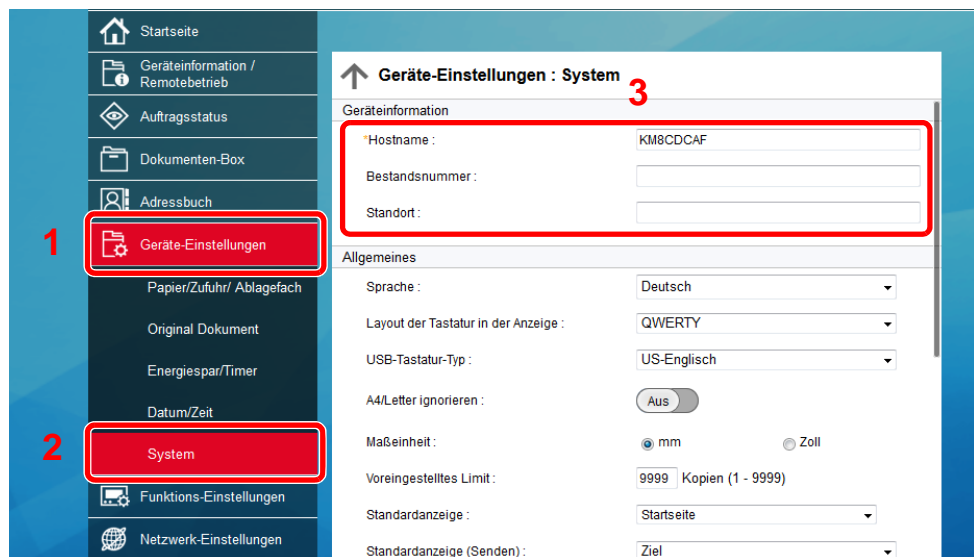 Startseite
Geräteinformation /
Remotebetrieb
Auftragsstatus
Dokumenten-Box
Adressbuch
1
Geräte-Einstellungen
Papier/Zufuhr/ Ablagefach
Original Dokument
Energiespar/Timer
Datum/Zeit
2
System
Funktions-Einstellungen
Netzwerk-Einstellungen
Geräte-Einstellungen : System
3
Geräteinformation
*Hostname : KM8CDCAF
Bestandsnummer :
Standort :
Allgemeines
Sprache : Deutsch
Layout der Tastatur in der Anzeige : QWERTY
USB-Tastatur-Typ : US-Englisch
A4/Letter ignorieren : Aus
Maßeinheit : mm Zoll
Voreingestelltes Limit : 9999 Kopien (1 - 9999)
Standardanzeige : Startseite
Standardanzeige (Senden) : Ziel